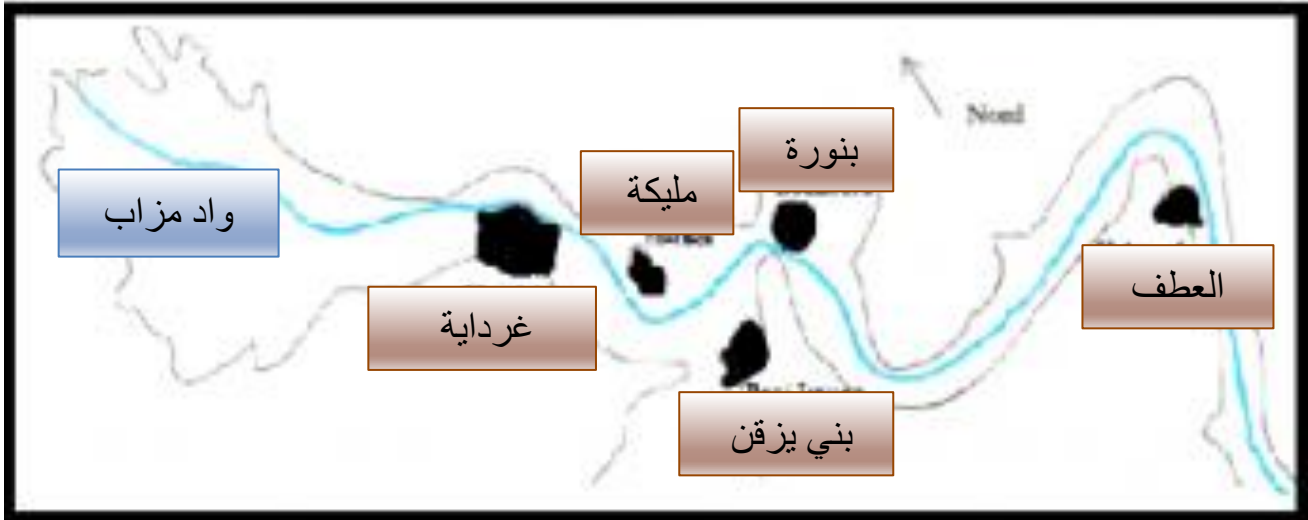 Nord
بنورة
مليكة
واد مزاب
العطف
غرداية
بني يزقن